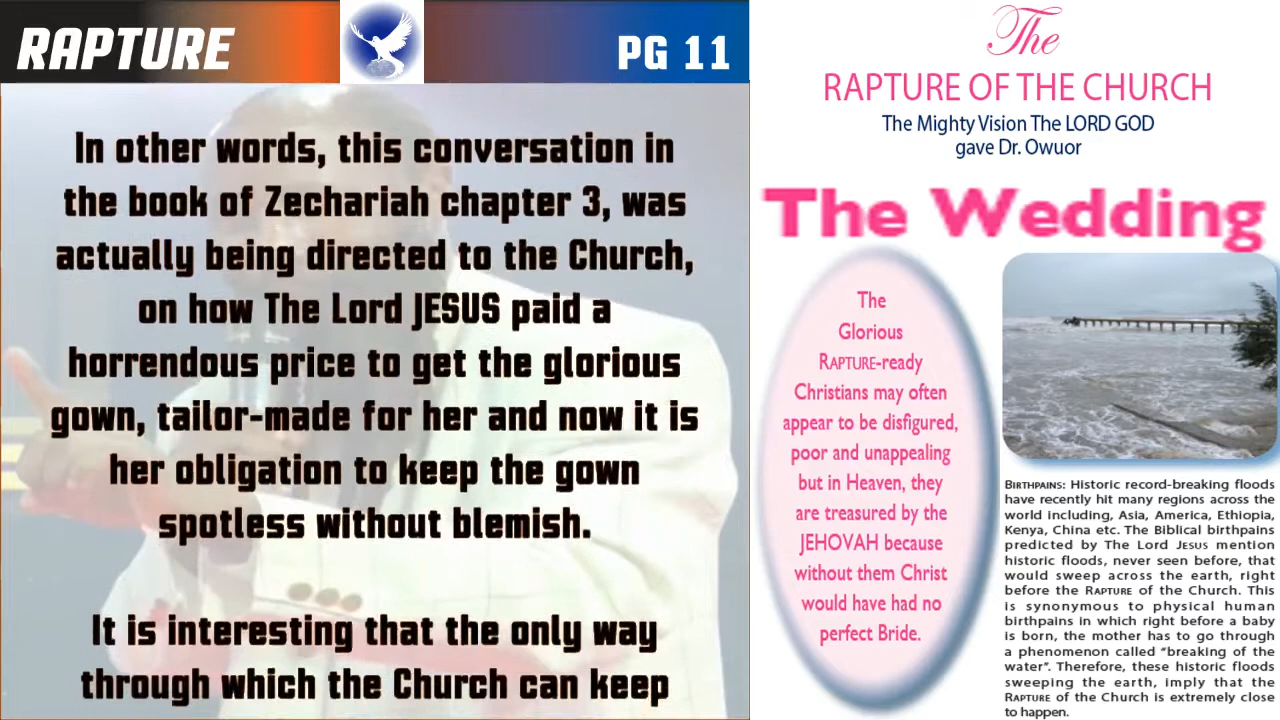 RAPTURE
PG 11
In other words, this conversation in
the book of Zechariah chapter 3, was
actually being directed to the Church,
on how The Lord JESUS paid a
horrendous price to get the glorious
gown, tailor-made for her and now it is
her obligation to keep the gown
spotless without blemish.
It is interesting that the only way
through which the Church can keep
The
RAPTURE OF THE CHURCH
The Mighty Vision The LORD GOD
gave Dr. Owuor
The Wedding
The
Glorious
RAPTURE-ready
Christians may often
appear to be disfigured,
poor and unappealing
but in Heaven, they
are treasured by the
JEHOVAH because
without them Christ
would have had no
perfect Bride.
BIRTHPAINS: Historic record-breaking floods
have recently hit many regions across the
world including, Asia, America, Ethiopia,
Kenya, China etc. The Biblical birthpains
predicted by The Lord JESUS mention
historic floods, never seen before, that
would sweep across the earth, right
before the RAPTURE of the Church. This
is synonymous to physical human
birthpains in which right before a baby
is born, the mother has to go through
a phenomenon called "breaking of the
water". Therefore, these historic floods
sweeping the earth, imply that the
RAPTURE of the Church is extremely close
to happen.